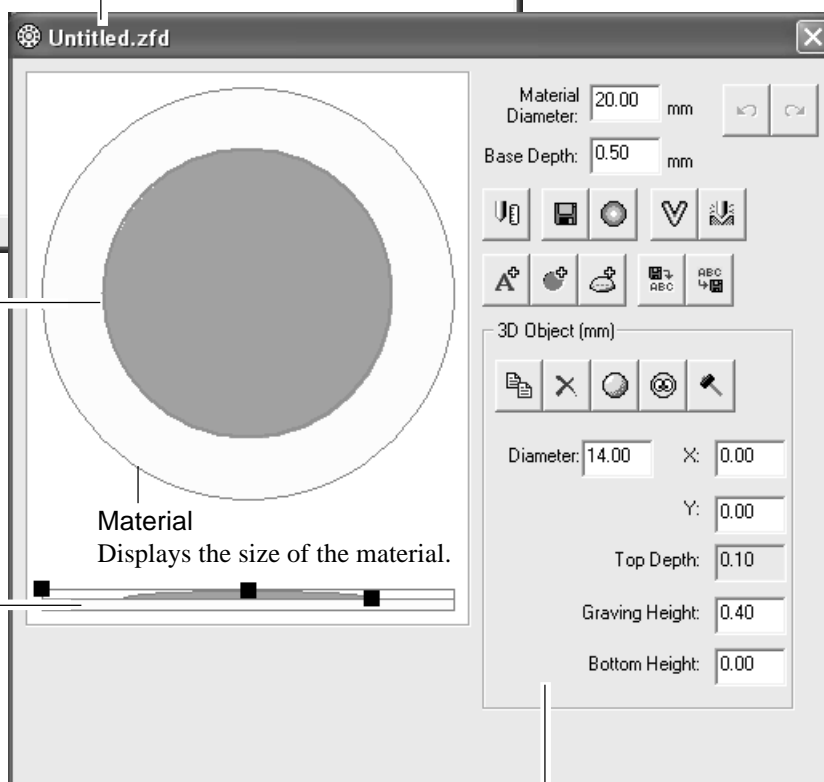 Untitled.zfd
Material Diameter: 20.00 mm
Base Depth: 0.50 mm
A
ABC
ABC
3D Object (mm)
Diameter: 14.00 X: 0.00
Y: 0.00
Top Depth: 0.10
Graving Height: 0.40
Bottom Height: 0.00
Material
Displays the size of the material.